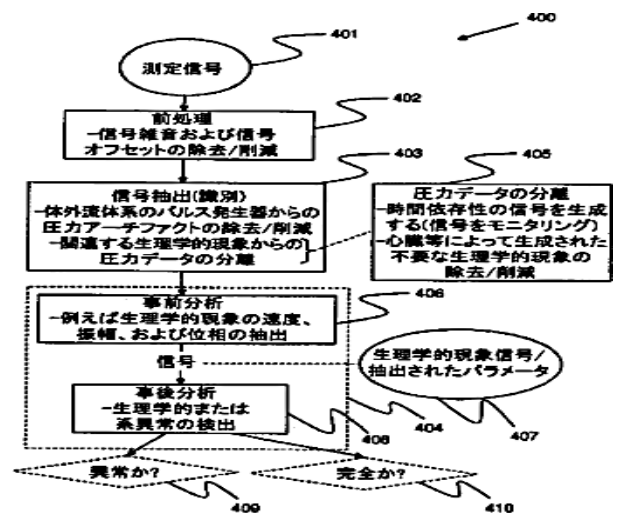 400
401
測定信号
402
前処理
-信号雑音および信号
オフセットの除去/削減
403
信号抽出(識別)
-体外流体系のパルス発生器からの
圧力アーチファクトの除去/削減
-関連する生理学的現象からの
圧力データの分離
405
圧力データの分離
-時間依存性の信号を生成
する(信号をモニタリング)
-心臓等によって生成された
不要な生理学的現象の
除去/削減
406
事前分析
-例えば生理学的現象の速度、
振幅、および位相の抽出
信号
生理学的現象信号/
抽出されたパラメータ
407
事後分析
-生理学的または
系異常の検出
408
404
異常か?
409
完全か?
410